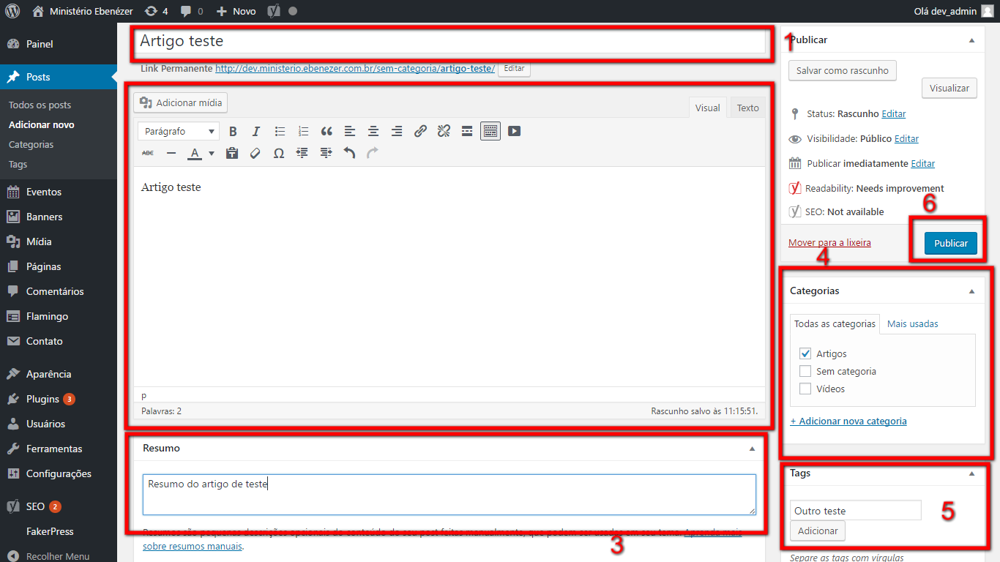 Ministério Ebenézer 4 0 Novo Olá dev_admin
Painel
Posts
Todos os posts
Adicionar novo
Categorias
Tags
Eventos
Banners
Mídia
Páginas
Comentários
Flamingo
Contato
Aparência
Plugins 3
Usuários
Ferramentas
Configurações
SEO 2
FakerPress
Recolher Menu
Artigo teste
1
Link Permanente http://dev.ministerio.ebenezer.com.br/sem-categoria/artigo-teste/ Editar
Adicionar mídia
Visual Texto
Parágrafo
B I
ABC A
Artigo teste
p
Palavras: 2 Rascunho salvo às 11:15:51.
Resumo
Resumo do artigo de teste
Resumos são pequenas descrições opcionais do conteúdo do seu post feitas manualmente, que podem ser usadas em seu tema. Aprenda mais
sobre resumos manuais.
3
Publicar
Salvar como rascunho
Visualizar
Status: Rascunho Editar
Visibilidade: Público Editar
Publicar imediatamente Editar
Readability: Needs improvement
6
SEO: Not available
Mover para a lixeira Publicar
4
Categorias
Todas as categorias Mais usadas
Artigos
Sem categoria
Vídeos
+ Adicionar nova categoria
Tags
Outro teste
5
Adicionar
Separe as tags com vírgulas